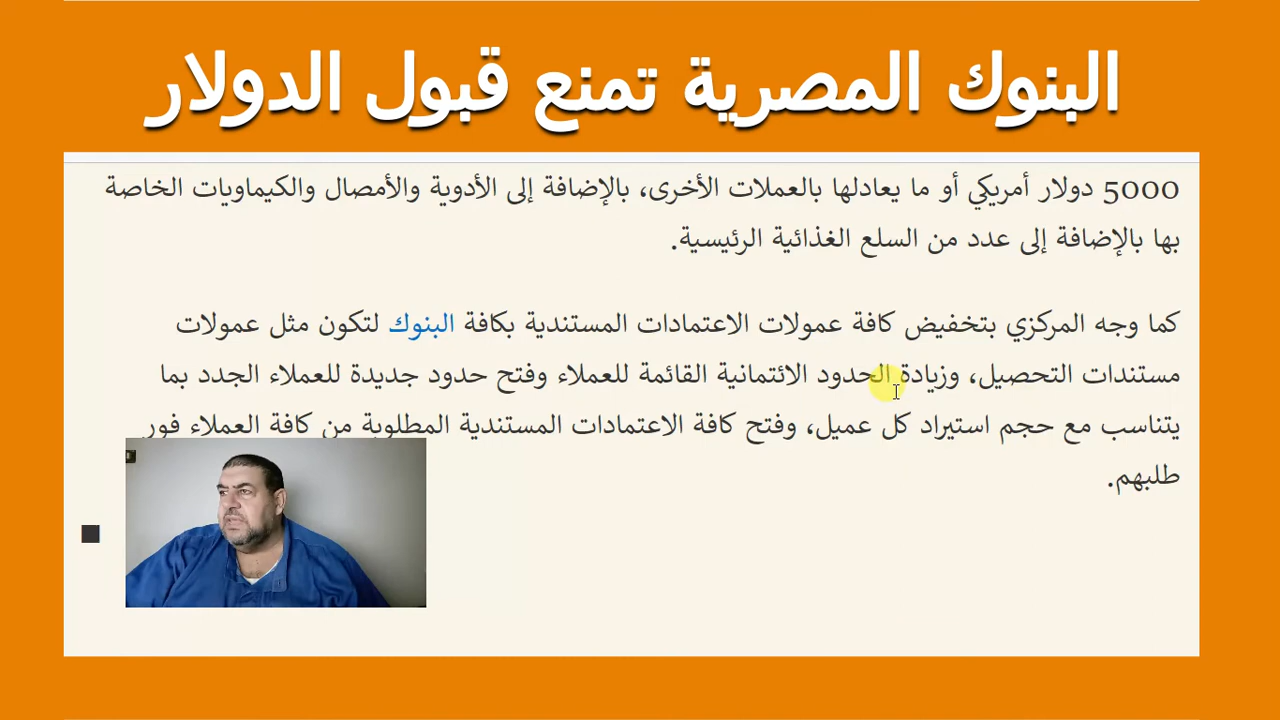 البنوك المصرية تمنع قبول الدولار
5000 دولار أمريكي أو ما يعادلها بالعملات الأخرى، بالإضافة إلى الأدوية والأمصال والكيماويات الخاصة
بها بالإضافة إلى عدد من السلع الغذائية الرئيسية.
كما وجه المركزي بتخفيض كافة عمولات الاعتمادات المستندية بكافة البنوك لتكون مثل عمولات
مستندات التحصيل، وزيادة الحدود الائتمانية القائمة للعملاء وفتح حدود جديدة للعملاء الجدد بما
يتناسب مع حجم استيراد كل عميل، وفتح كافة الاعتمادات المستندية المطلوبة من كافة العملاء فور
طلبهم.